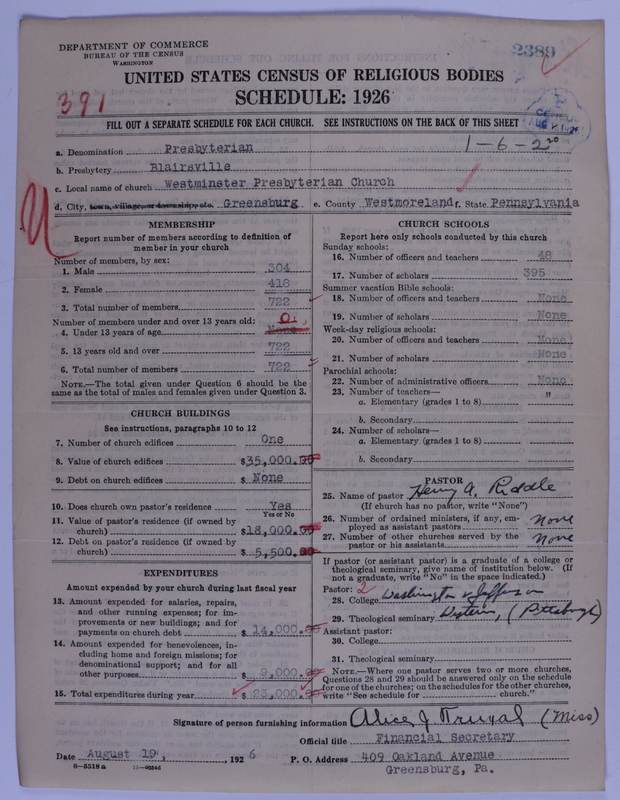 DEPARTMENT OF COMMERCE
BUREAU OF THE CENSUS
WASHINGTON
2389
UNITED STATES CENSUS OF RELIGIOUS BODIES
391
SCHEDULE: 1926
FILL OUT A SEPARATE SCHEDULE FOR EACH CHURCH. SEE INSTRUCTIONS ON THE BACK OF THIS SHEET
1-6-220
a. Denomination Presbyterian
b. Presbytery Blairsville
c. Local name of church Westminster Presbyterian Church
d. City, town, village, or township, etc. Greensburg e. County Westmoreland f. State Pennsylvania
MEMBERSHIP
Report number of members according to definition of
member in your church
Number of members, by sex:
1. Male 304
2. Female 418
3. Total number of members 722
Number of members under and over 13 years old:
4. Under 13 years of age None 0
5. 13 years old and over 722
6. Total number of members 722
NOTE.—The total given under Question 6 should be the
same as the total of males and females given under Question 3.
CHURCH BUILDINGS
See instructions, paragraphs 10 to 12
7. Number of church edifices One
8. Value of church edifices $35,000.00
9. Debt on church edifices $ None
10. Does church own pastor's residence Yes
Yes or No
11. Value of pastor's residence (if owned by
church) $18,000.00
12. Debt on pastor's residence (if owned by
church) $ 5,500.00
EXPENDITURES
Amount expended by your church during last fiscal year
13. Amount expended for salaries, repairs,
and other running expenses; for im-
provements or new buildings; and for
payments on church debt $ 14,000.00
14. Amount expended for benevolences, in-
cluding home and foreign missions; for
denominational support; and for all
other purposes $ 9,000.00
15. Total expenditures during year $ 23,000.00
CHURCH SCHOOLS
Report here only schools conducted by this church
Sunday schools:
16. Number of officers and teachers 48
17. Number of scholars 395
Summer vacation Bible schools:
18. Number of officers and teachers None
19. Number of scholars None
Week-day religious schools:
20. Number of officers and teachers None
21. Number of scholars None
Parochial schools:
22. Number of administrative officers None
23. Number of teachers— "
a. Elementary (grades 1 to 8)
b. Secondary
24. Number of scholars—
a. Elementary (grades 1 to 8)
b. Secondary
PASTOR
25. Name of pastor Henry A. Riddle
(If church has no pastor, write "None")
26. Number of ordained ministers, if any, em-
ployed as assistant pastors None
27. Number of other churches served by the
pastor or his assistants None
If pastor (or assistant pastor) is a graduate of a college or
theological seminary, give name of institution below. (If
not a graduate, write "No" in the space indicated.)
Pastor: 2
28. College Washington & Jefferson
29. Theological seminary Western, (Pittsburgh)
Assistant pastor:
30. College
31. Theological seminary
NOTE.—Where one pastor serves two or more churches,
Questions 28 and 29 should be answered only on the schedule
for one of the churches; on the schedules for the other churches,
write "See schedule for church."
Signature of person furnishing information Alice J. Truxal (Miss)
Official title Financial Secretary
Date August 19, 1926 P. O. Address 409 Oakland Avenue
8-5518a Greensburg, Pa.